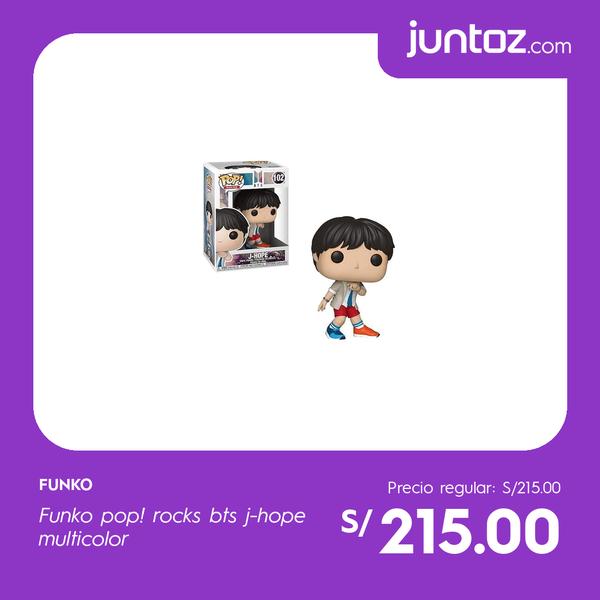 juntoz.com
POP!
102
BTS
J-HOPE
FUNKO
Precio regular: S/215.00
Funko pop! rocks bts j-hope
multicolor
S/215.00